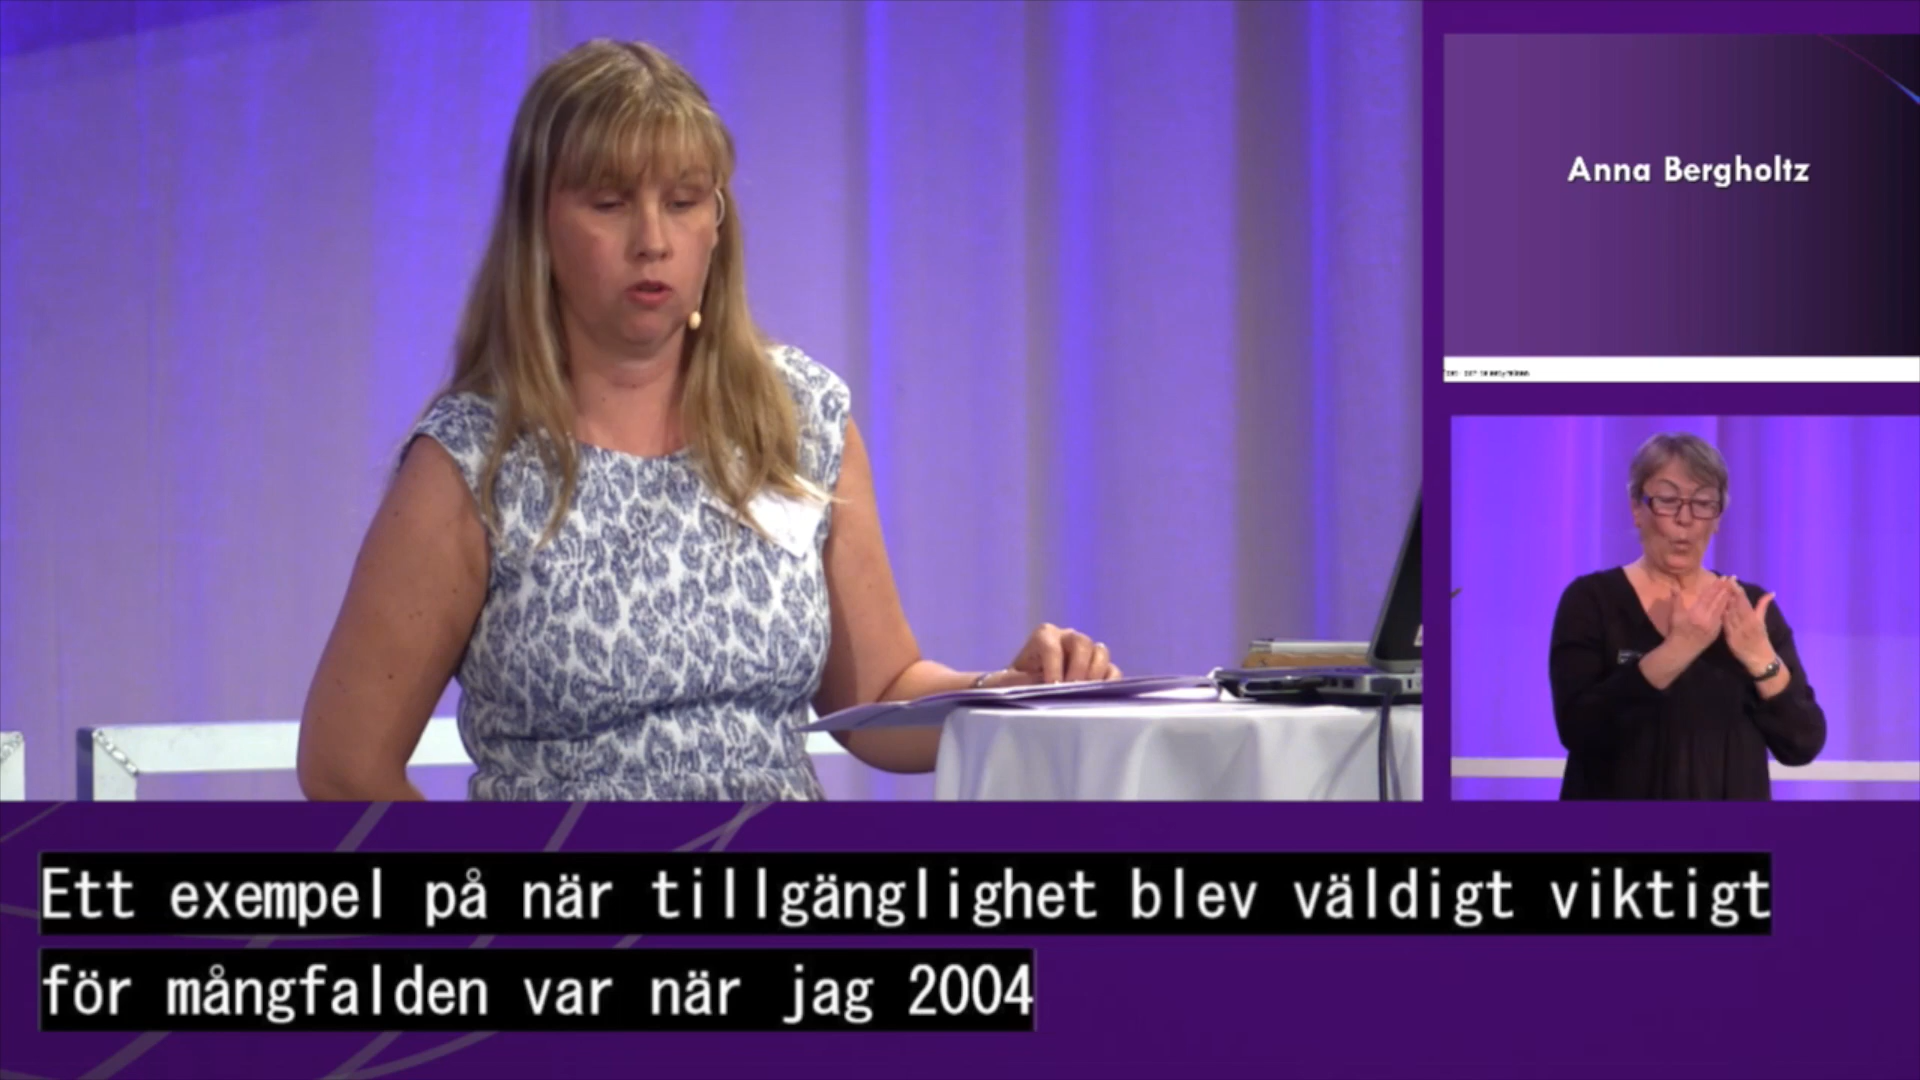 Anna Bergholtz
Ett exempel på när tillgänglighet blev väldigt viktigt
för mångfalden var när jag 2004